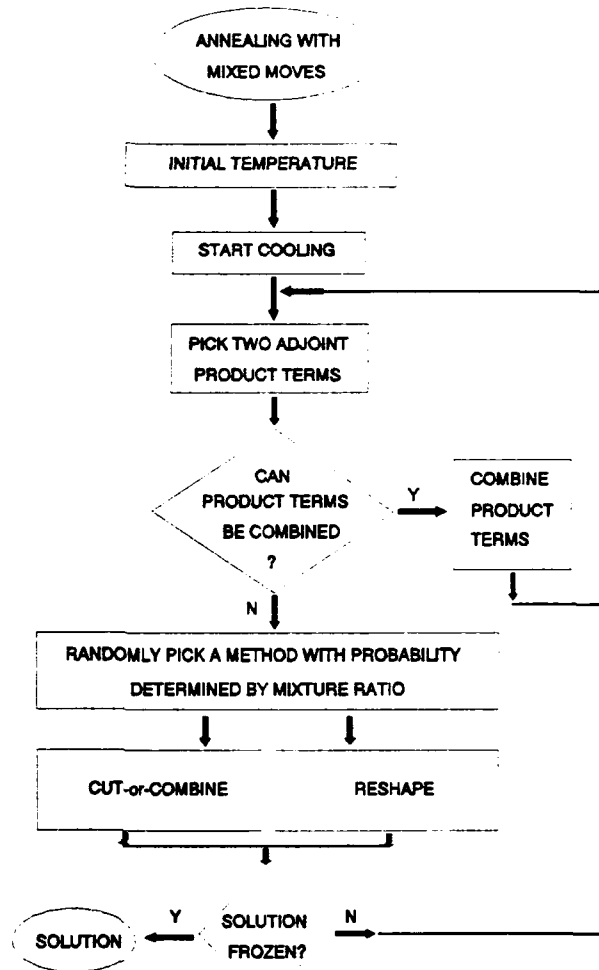 ANNEALING WITH
MIXED MOVES
INITIAL TEMPERATURE
START COOLING
PICK TWO ADJOINT
PRODUCT TERMS
CAN
PRODUCT TERMS
BE COMBINED
?
Y
COMBINE
PRODUCT
TERMS
N
RANDOMLY PICK A METHOD WITH PROBABILITY
DETERMINED BY MIXTURE RATIO
CUT-or-COMBINE
RESHAPE
SOLUTION
Y
SOLUTION
FROZEN?
N